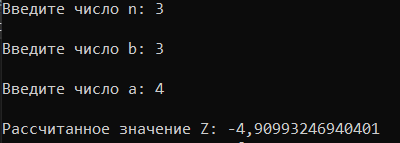 Введите число n: 3
Введите число b: 3
Введите число a: 4
Рассчитанное значение Z: -4,90993246940401